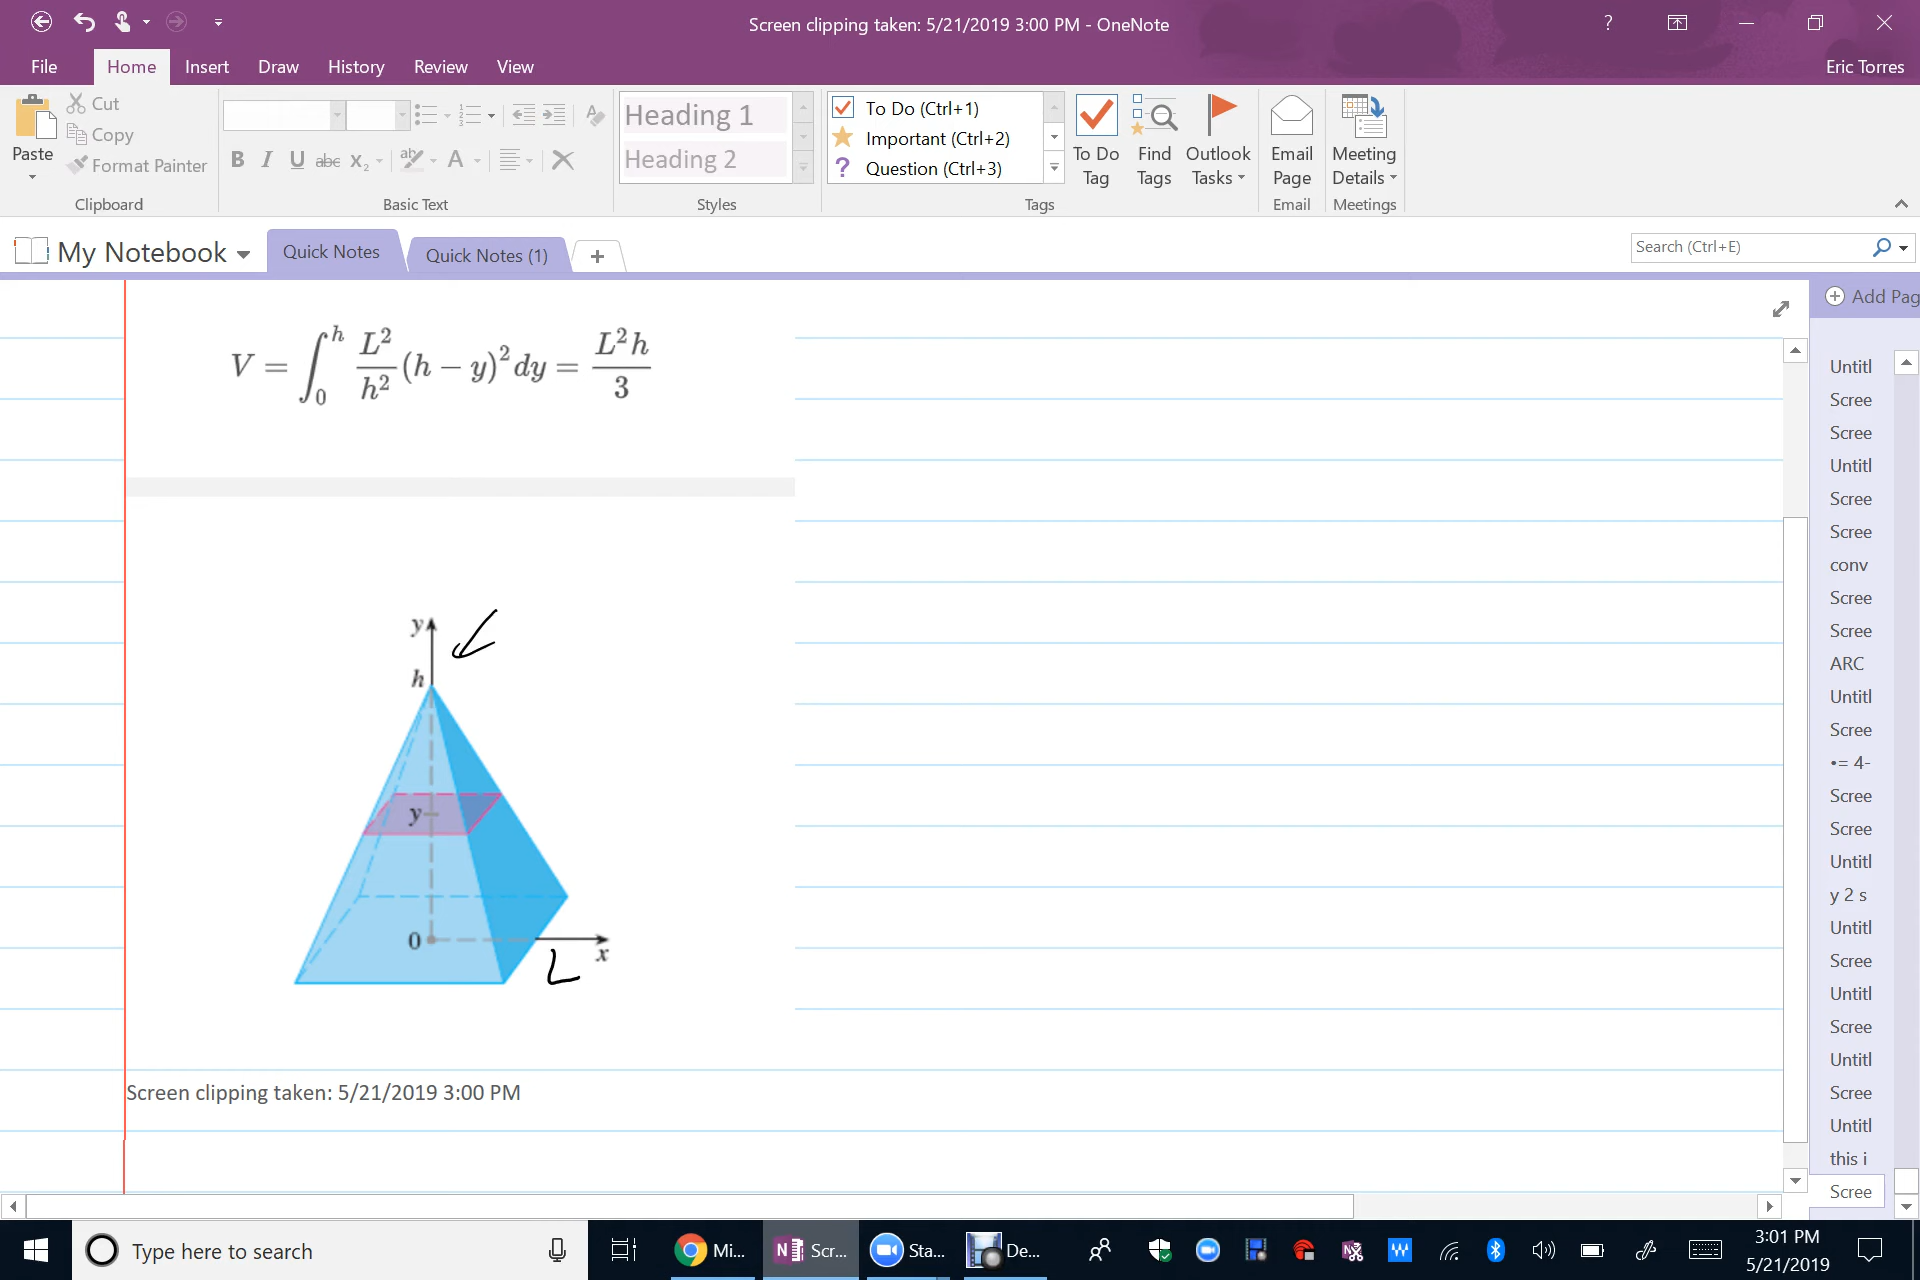 Screen clipping taken: 5/21/2019 3:00 PM - OneNote
?
File Home Insert Draw History Review View Eric Torres
Paste
Cut
Copy
Format Painter
Clipboard
B I U abc X₂ ab A
Basic Text
Heading 1
Heading 2
Styles
To Do (Ctrl+1)
Important (Ctrl+2)
? Question (Ctrl+3)
To Do Tag
Find Tags
Outlook Tasks
Tags
Email Page
Email
Meeting Details
Meetings
My Notebook Quick Notes Quick Notes (1) + Search (Ctrl+E)
Add Pag
V = ∫₀ʰ L²/h² (h − y)² dy = L²h/3
y
h
y
0
x
L
Screen clipping taken: 5/21/2019 3:00 PM
Untitl
Scree
Scree
Untitl
Scree
Scree
conv
Scree
Scree
ARC
Untitl
Scree
•= 4-
Scree
Scree
Untitl
y 2 s
Untitl
Scree
Untitl
Scree
Untitl
Scree
Untitl
this i
Scree
Type here to search Mi... N Scr... Sta... De... W 3:01 PM
5/21/2019